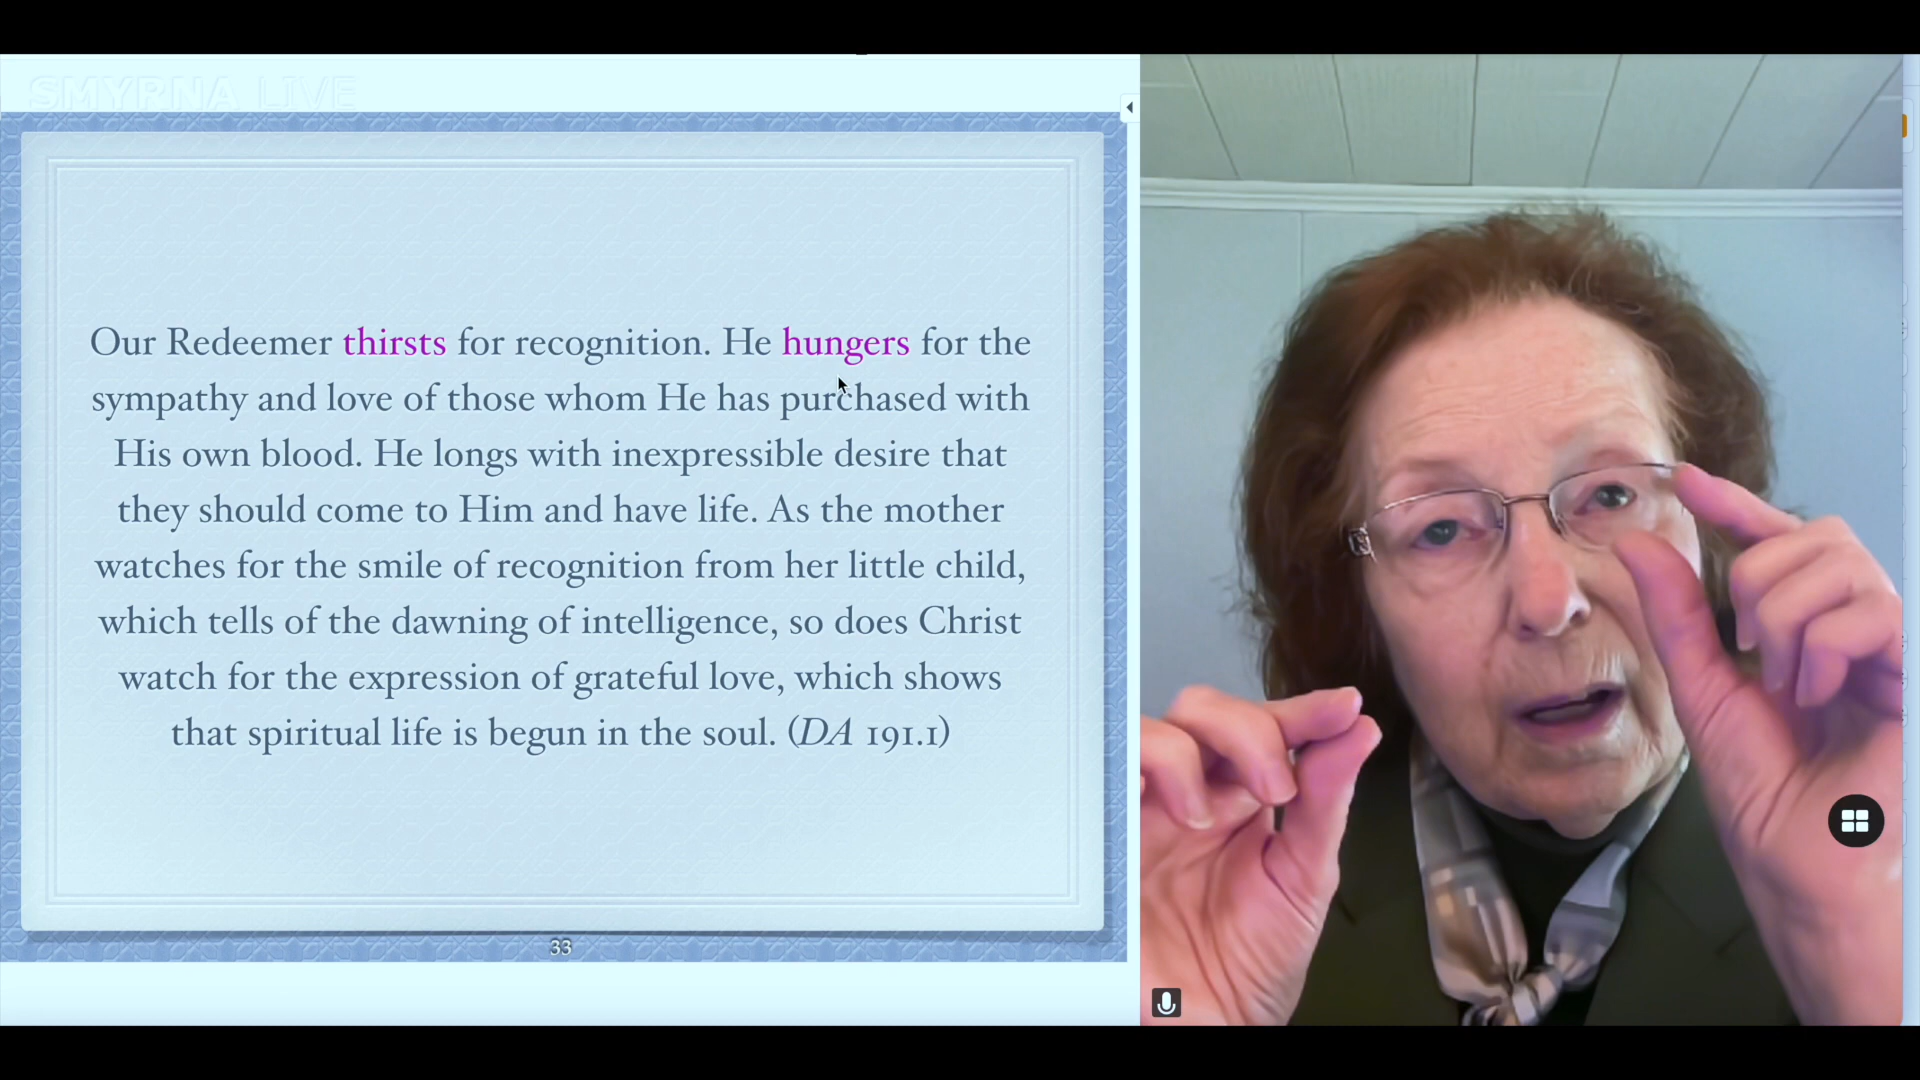 SMYRNA LIVE
Our Redeemer thirsts for recognition. He hungers for the
sympathy and love of those whom He has purchased with
His own blood. He longs with inexpressible desire that
they should come to Him and have life. As the mother
watches for the smile of recognition from her little child,
which tells of the dawning of intelligence, so does Christ
watch for the expression of grateful love, which shows
that spiritual life is begun in the soul. (DA 191.1)
33